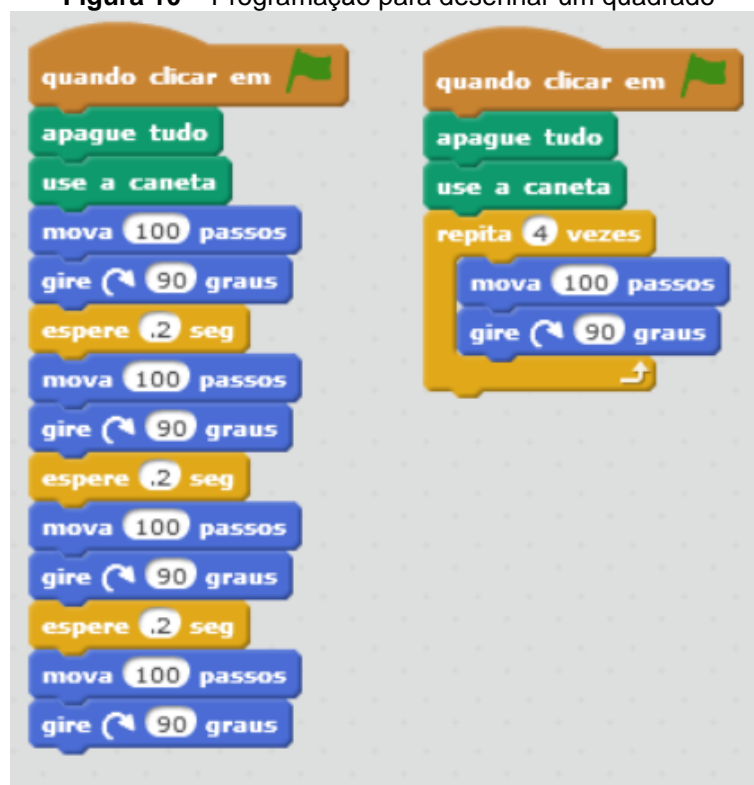 Figura 10 – Programação para desenhar um quadrado
quando clicar em
apague tudo
use a caneta
mova 100 passos
gire 90 graus
espere .2 seg
mova 100 passos
gire 90 graus
espere .2 seg
mova 100 passos
gire 90 graus
espere .2 seg
mova 100 passos
gire 90 graus
quando clicar em
apague tudo
use a caneta
repita 4 vezes
mova 100 passos
gire 90 graus